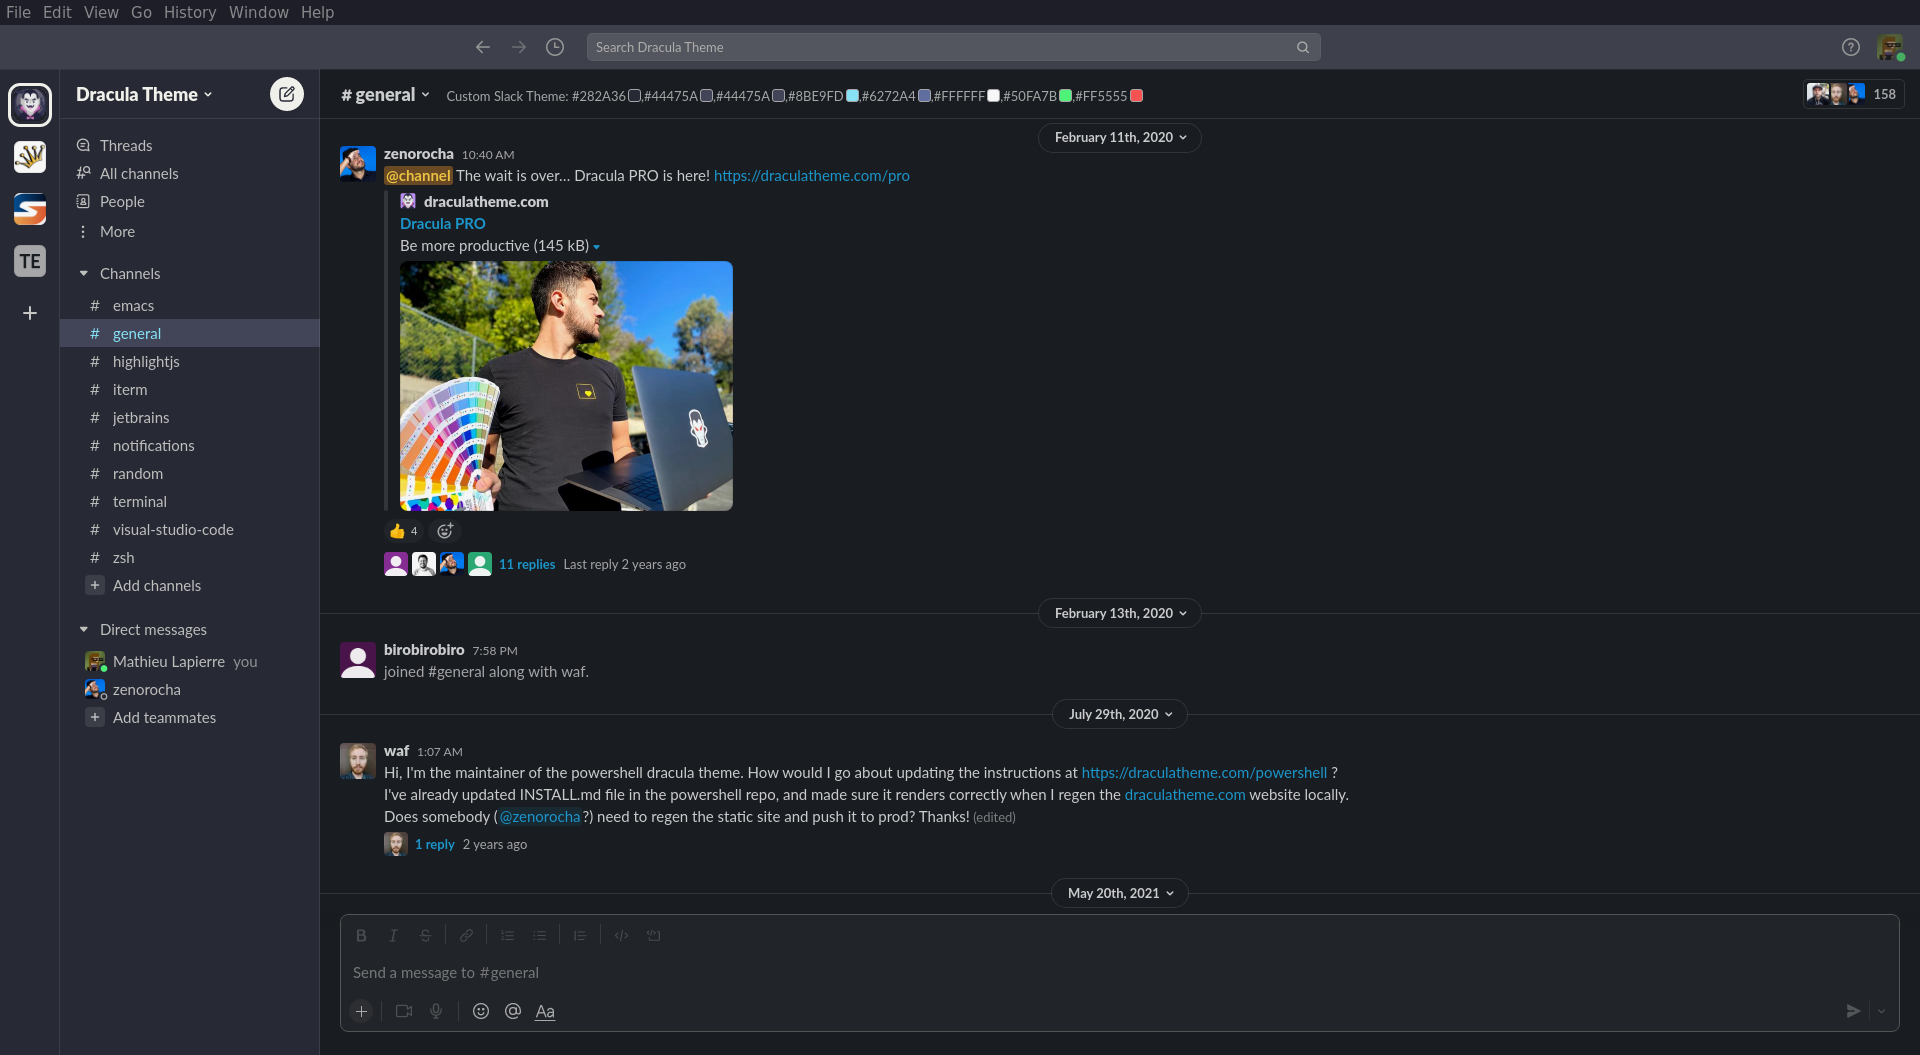 File Edit View Go History Window Help
Search Dracula Theme
Dracula Theme
Threads
All channels
People
More
Channels
# emacs
# general
# highlightjs
# iterm
# jetbrains
# notifications
# random
# terminal
# visual-studio-code
# zsh
+ Add channels
Direct messages
Mathieu Lapierre you
zenorocha
+ Add teammates
TE
+
# general
Custom Slack Theme: #282A36,#44475A,#44475A,#8BE9FD,#6272A4,#FFFFFF,#50FA7B,#FF5555
158
February 11th, 2020
zenorocha 10:40 AM
@channel The wait is over... Dracula PRO is here! https://draculatheme.com/pro
draculatheme.com
Dracula PRO
Be more productive (145 kB)
4
11 replies Last reply 2 years ago
February 13th, 2020
birobirobiro 7:58 PM
joined #general along with waf.
July 29th, 2020
waf 1:07 AM
Hi, I'm the maintainer of the powershell dracula theme. How would I go about updating the instructions at https://draculatheme.com/powershell ?
I've already updated INSTALL.md file in the powershell repo, and made sure it renders correctly when I regen the draculatheme.com website locally.
Does somebody (@zenorocha?) need to regen the static site and push it to prod? Thanks! (edited)
1 reply 2 years ago
May 20th, 2021
B I S
Send a message to #general
+ @ Aa